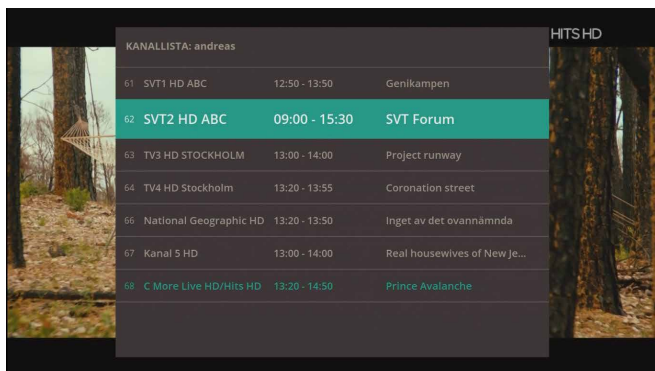 HITS HD
KANALLISTA: andreas
61 SVT1 HD ABC 12:50 - 13:50 Genikampen
62 SVT2 HD ABC 09:00 - 15:30 SVT Forum
63 TV3 HD STOCKHOLM 13:00 - 14:00 Project runway
64 TV4 HD Stockholm 13:20 - 13:55 Coronation street
66 National Geographic HD 13:20 - 13:50 Inget av det ovannämnda
67 Kanal 5 HD 13:00 - 14:00 Real housewives of New Je...
68 C More Live HD/Hits HD 13:20 - 14:50 Prince Avalanche